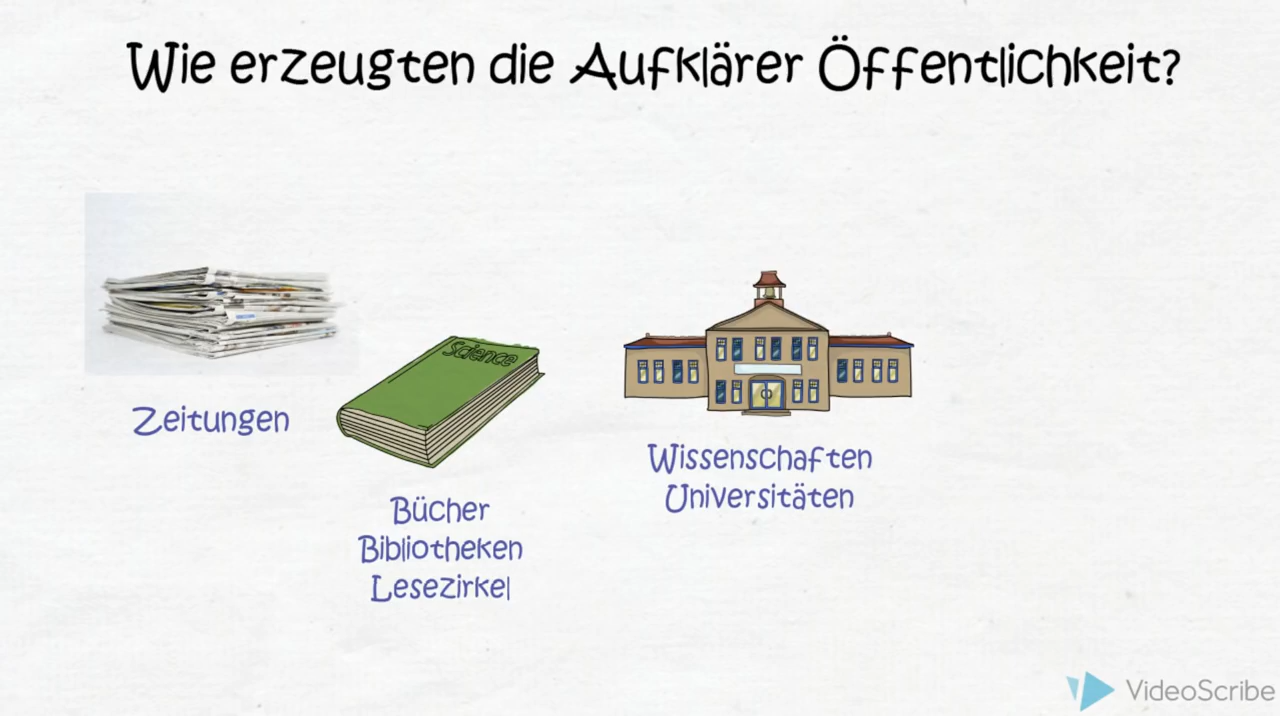 Wie erzeugten die Aufklärer Öffentlichkeit?
Zeitungen
Science
Bücher
Bibliotheken
Lesezirkel
Wissenschaften
Universitäten
VideoScribe